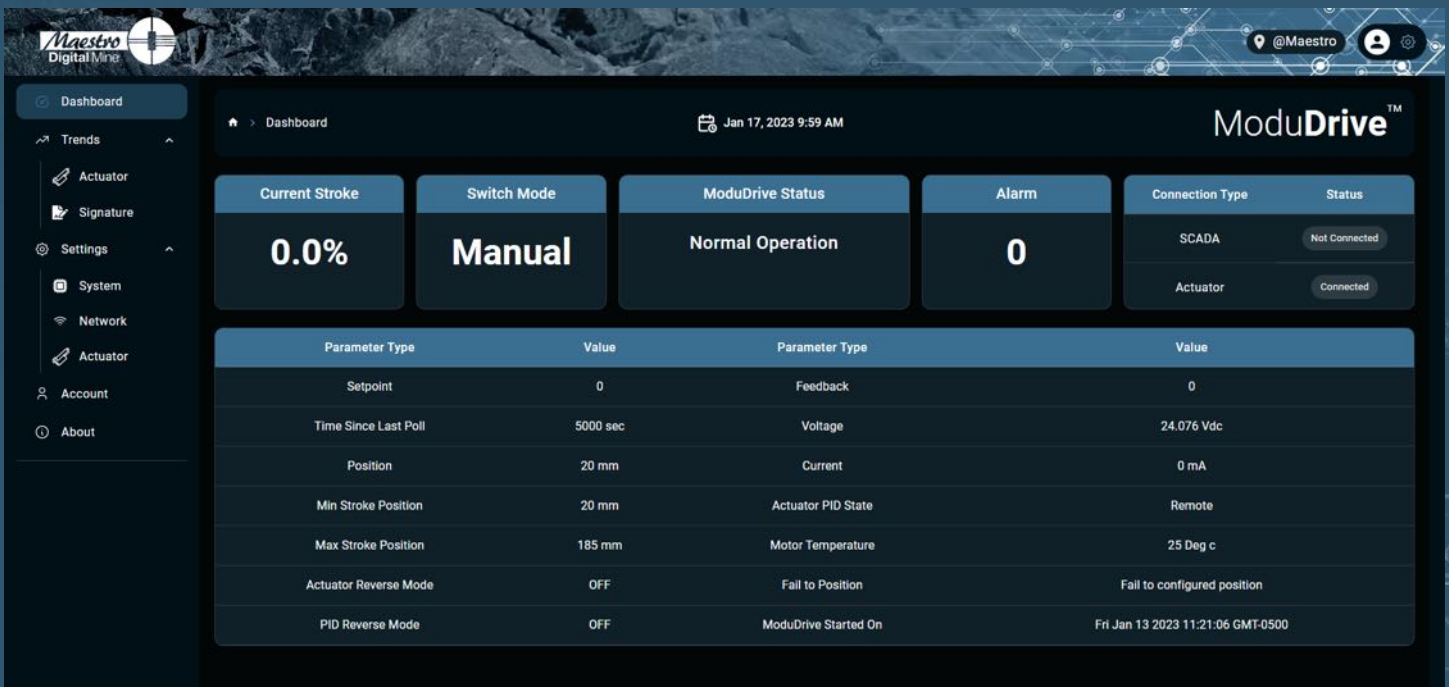 Maestro
Digital Mine
@Maestro
Dashboard
Trends
Actuator
Signature
Settings
System
Network
Actuator
Account
About
> Dashboard
Jan 17, 2023 9:59 AM
ModuDrive™
Current Stroke
0.0%
Switch Mode
Manual
ModuDrive Status
Normal Operation
Alarm
0
Connection Type Status
SCADA Not Connected
Actuator Connected
Parameter Type Value Parameter Type Value
Setpoint 0 Feedback 0
Time Since Last Poll 5000 sec Voltage 24.076 Vdc
Position 20 mm Current 0 mA
Min Stroke Position 20 mm Actuator PID State Remote
Max Stroke Position 185 mm Motor Temperature 25 Deg c
Actuator Reverse Mode OFF Fail to Position Fail to configured position
PID Reverse Mode OFF ModuDrive Started On Fri Jan 13 2023 11:21:06 GMT-0500